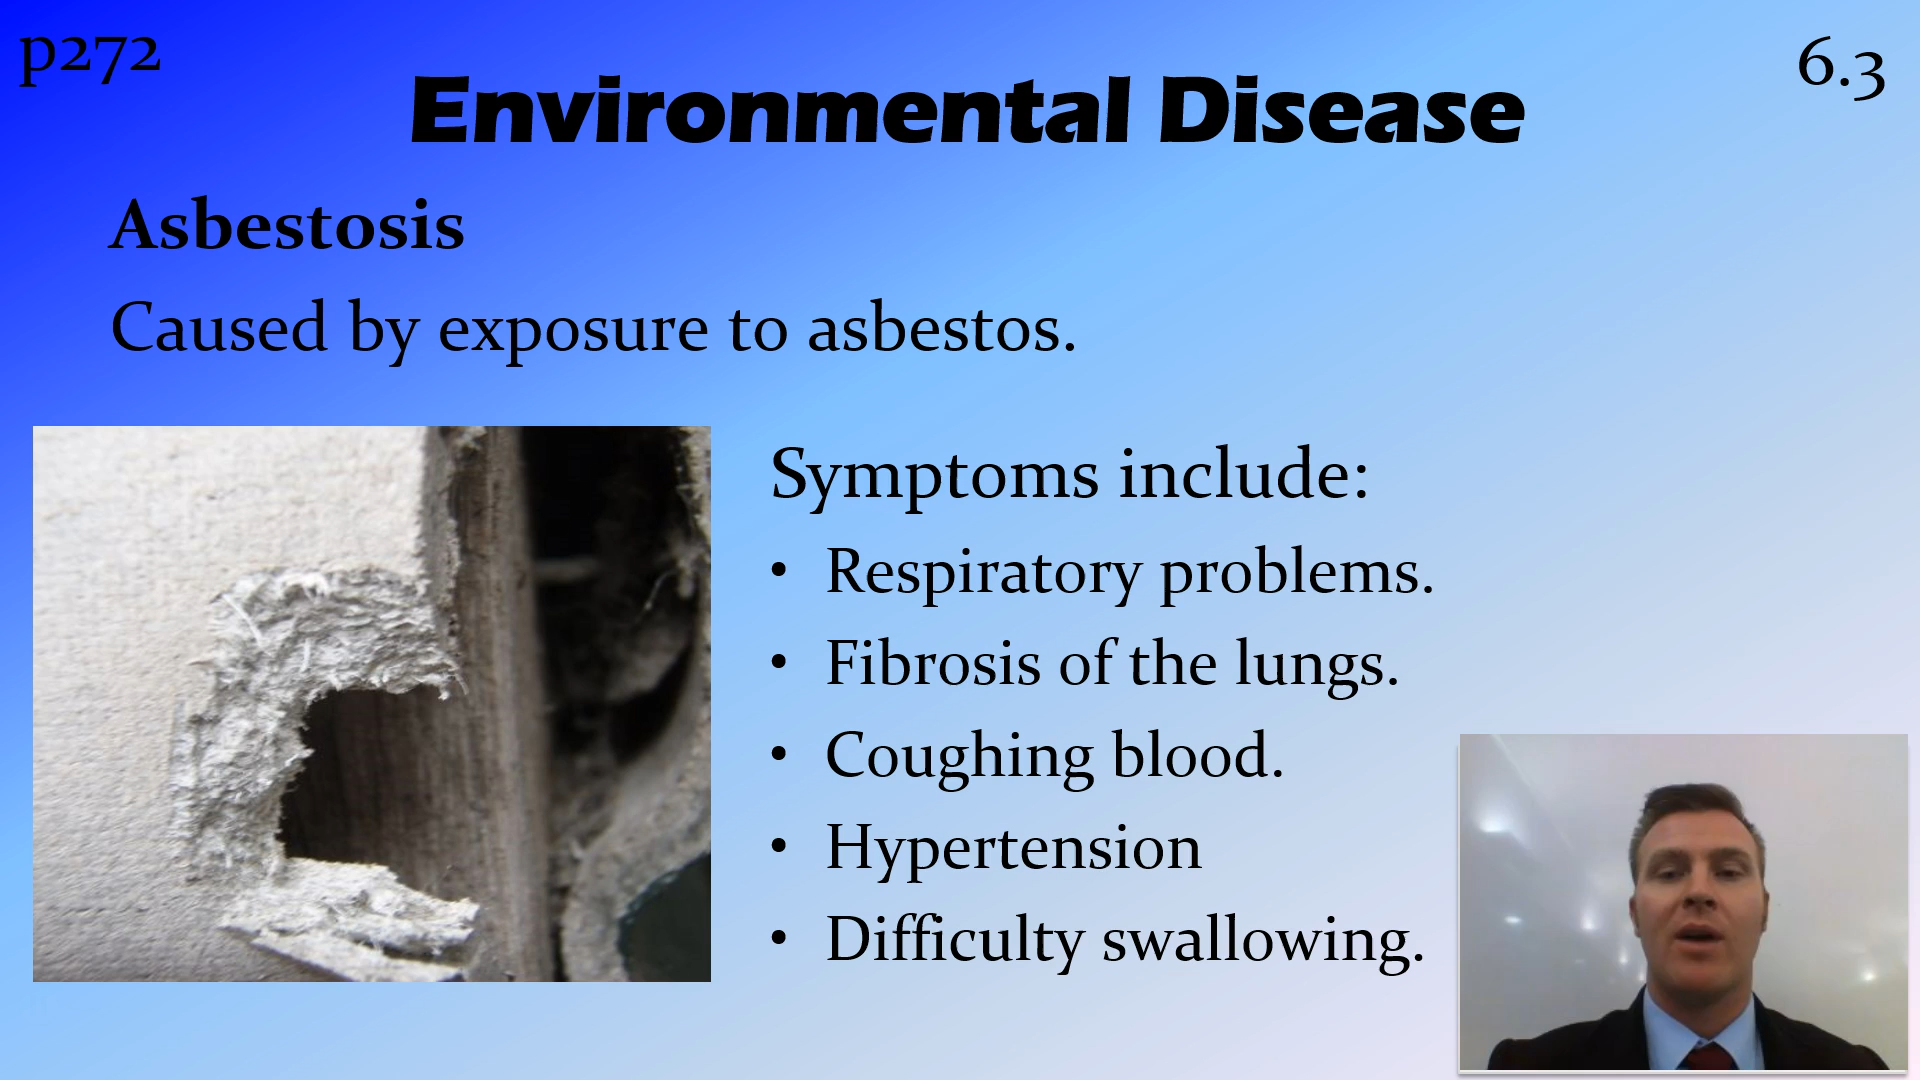 p272
6.3
Environmental Disease
Asbestosis
Caused by exposure to asbestos.
Symptoms include:
• Respiratory problems.
• Fibrosis of the lungs.
• Coughing blood.
• Hypertension
• Difficulty swallowing.